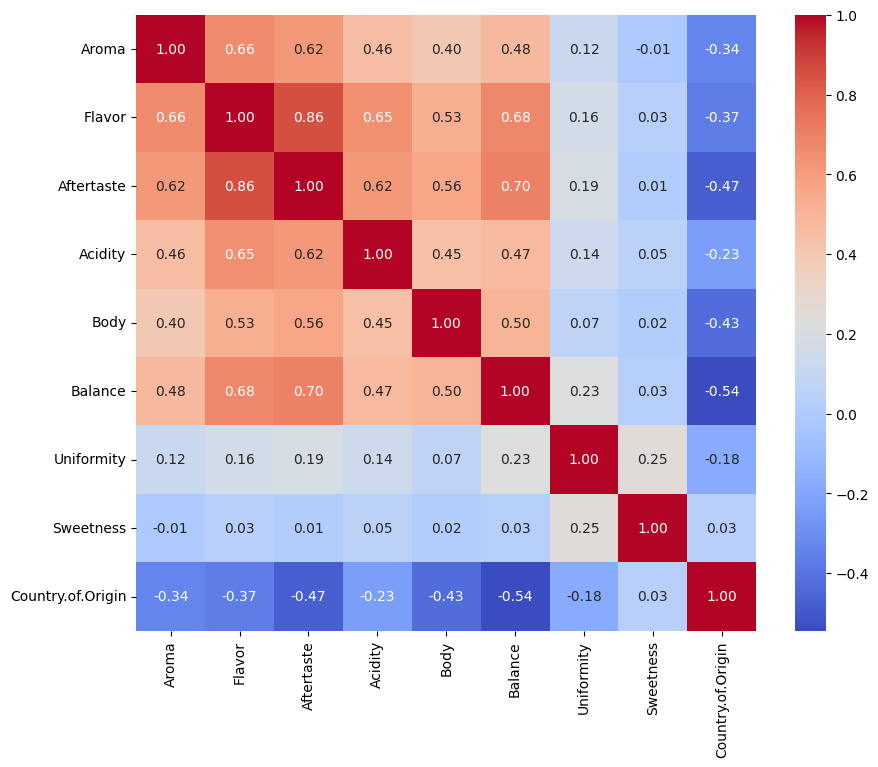 Aroma 1.00 0.66 0.62 0.46 0.40 0.48 0.12 -0.01 -0.34
Flavor 0.66 1.00 0.86 0.65 0.53 0.68 0.16 0.03 -0.37
Aftertaste 0.62 0.86 1.00 0.62 0.56 0.70 0.19 0.01 -0.47
Acidity 0.46 0.65 0.62 1.00 0.45 0.47 0.14 0.05 -0.23
Body 0.40 0.53 0.56 0.45 1.00 0.50 0.07 0.02 -0.43
Balance 0.48 0.68 0.70 0.47 0.50 1.00 0.23 0.03 -0.54
Uniformity 0.12 0.16 0.19 0.14 0.07 0.23 1.00 0.25 -0.18
Sweetness -0.01 0.03 0.01 0.05 0.02 0.03 0.25 1.00 0.03
Country.of.Origin -0.34 -0.37 -0.47 -0.23 -0.43 -0.54 -0.18 0.03 1.00
Aroma Flavor Aftertaste Acidity Body Balance Uniformity Sweetness Country.of.Origin
1.0
0.8
0.6
0.4
0.2
0.0
−0.2
−0.4